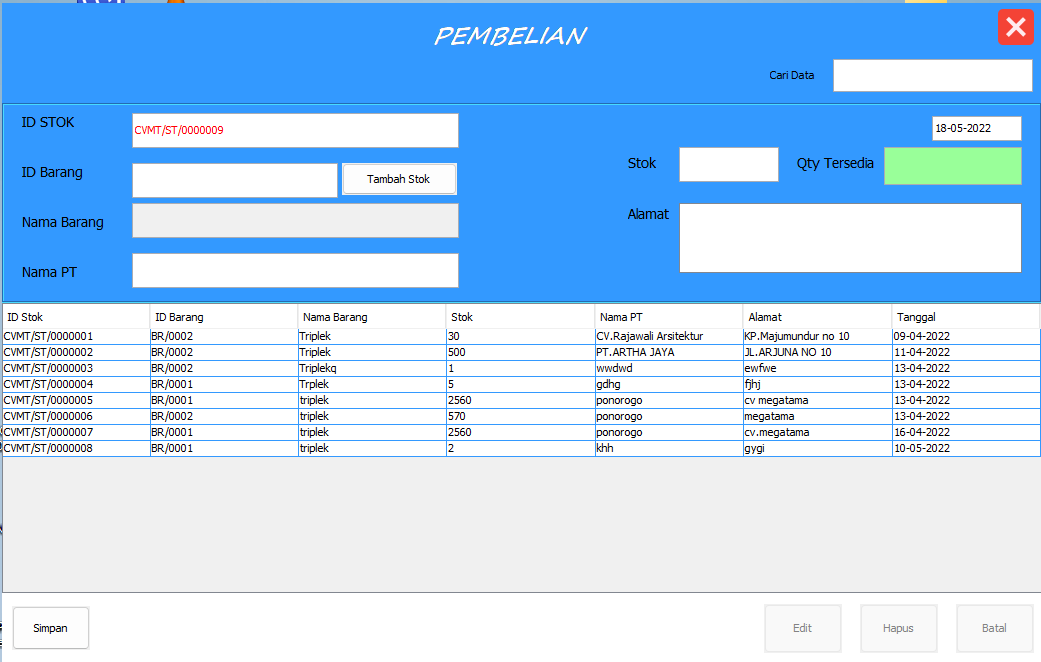 PEMBELIAN
Cari Data
ID STOK CVMT/ST/0000009 18-05-2022
ID Barang Tambah Stok Stok Qty Tersedia
Nama Barang Alamat
Nama PT
ID Stok ID Barang Nama Barang Stok Nama PT Alamat Tanggal
CVMT/ST/0000001 BR/0002 Triplek 30 CV.Rajawali Arsitektur KP.Majumundur no 10 09-04-2022
CVMT/ST/0000002 BR/0002 Triplek 500 PT.ARTHA JAYA JL.ARJUNA NO 10 11-04-2022
CVMT/ST/0000003 BR/0002 Triplekq 1 wwdwd ewfwe 13-04-2022
CVMT/ST/0000004 BR/0001 Trplek 5 gdhg fjhj 13-04-2022
CVMT/ST/0000005 BR/0001 triplek 2560 ponorogo cv megatama 13-04-2022
CVMT/ST/0000006 BR/0002 triplek 570 ponorogo megatama 13-04-2022
CVMT/ST/0000007 BR/0001 triplek 2560 ponorogo cv.megatama 16-04-2022
CVMT/ST/0000008 BR/0001 triplek 2 khh gygi 10-05-2022
Simpan Edit Hapus Batal